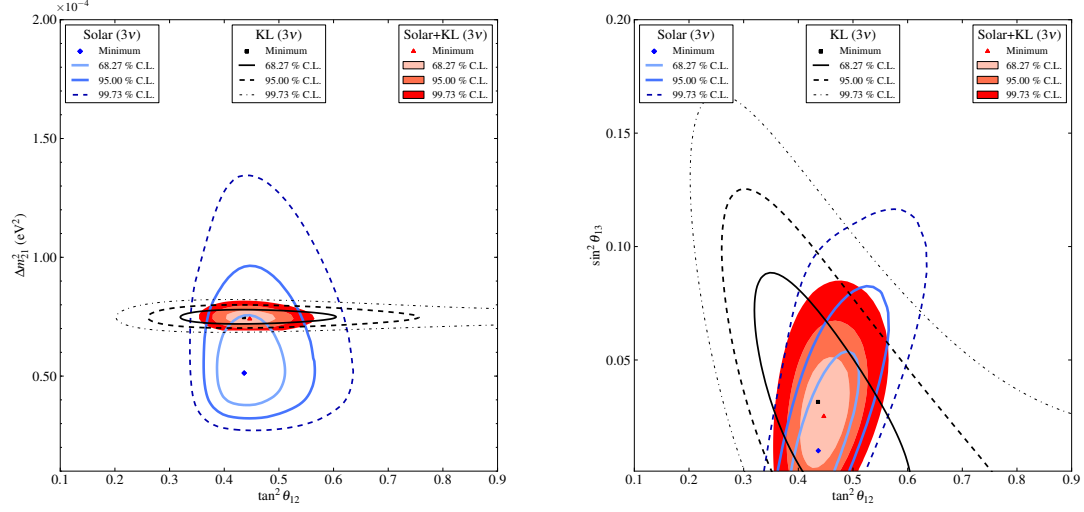 ×10⁻⁴
2.00
1.50
1.00
0.50
Δm²₂₁ (eV²)
0.1 0.2 0.3 0.4 0.5 0.6 0.7 0.8 0.9
tan² θ₁₂
Solar (3ν)
Minimum
68.27 % C.L.
95.00 % C.L.
99.73 % C.L.
KL (3ν)
Minimum
68.27 % C.L.
95.00 % C.L.
99.73 % C.L.
Solar+KL (3ν)
Minimum
68.27 % C.L.
95.00 % C.L.
99.73 % C.L.
0.20
0.15
0.10
0.05
sin² θ₁₃
0.1 0.2 0.3 0.4 0.5 0.6 0.7 0.8 0.9
tan² θ₁₂
Solar (3ν)
Minimum
68.27 % C.L.
95.00 % C.L.
99.73 % C.L.
KL (3ν)
Minimum
68.27 % C.L.
95.00 % C.L.
99.73 % C.L.
Solar+KL (3ν)
Minimum
68.27 % C.L.
95.00 % C.L.
99.73 % C.L.